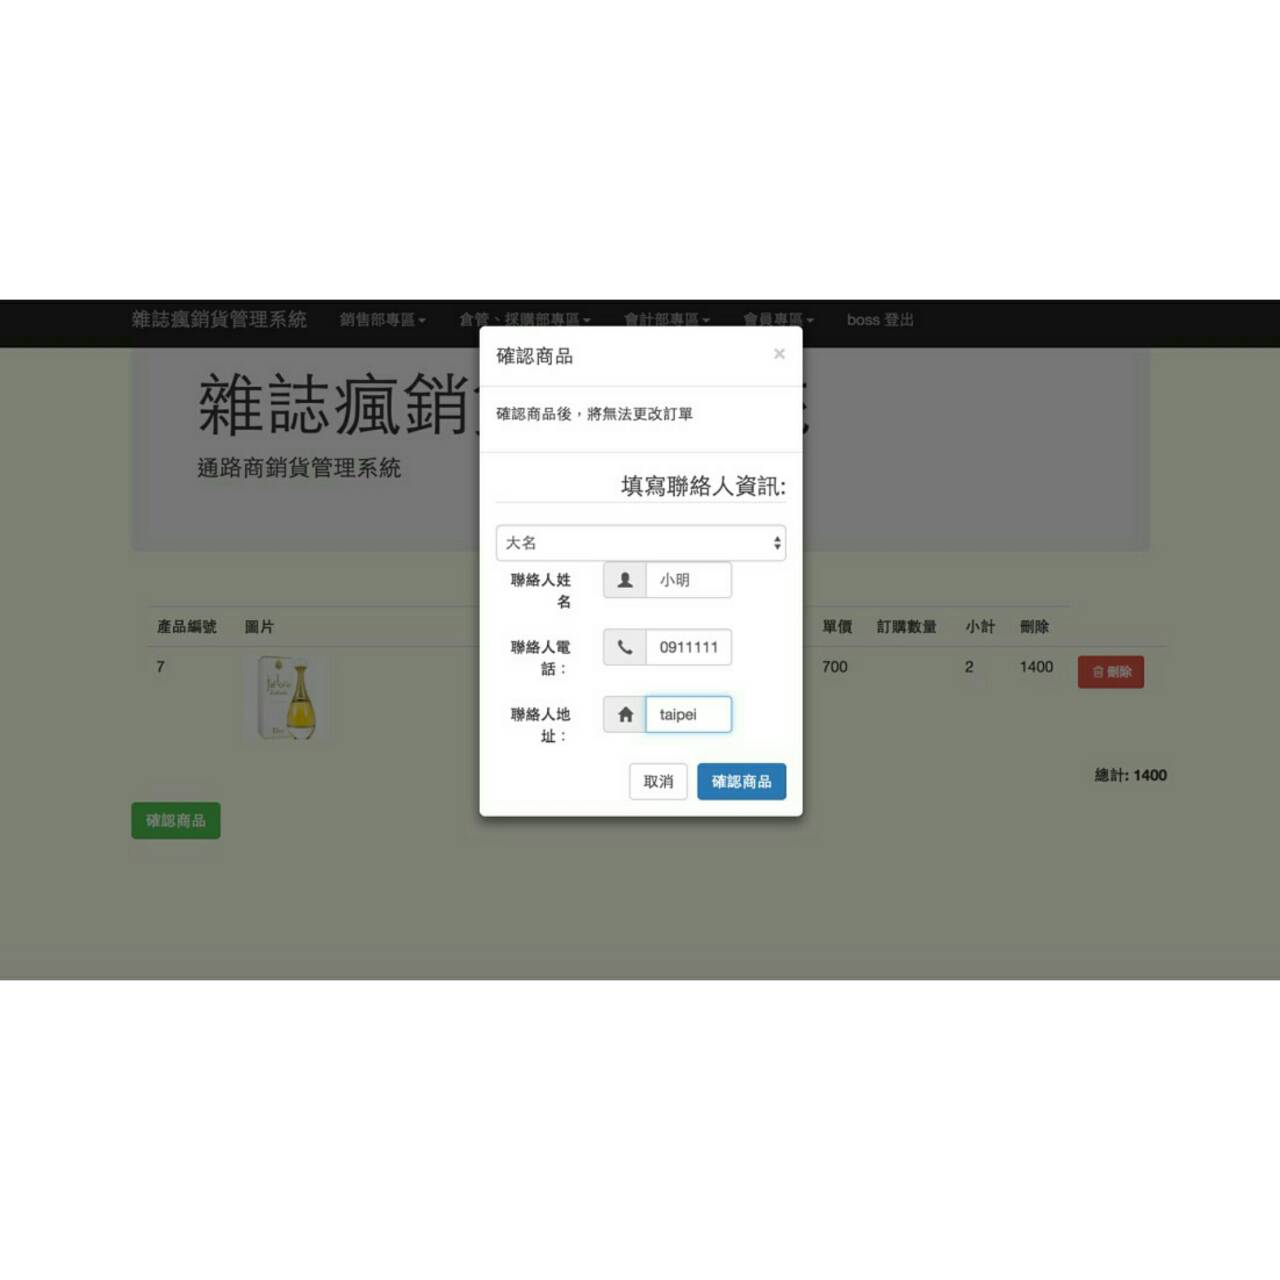 雜誌瘋銷貨管理系統 銷售部專區 倉管、採購部專區 會計部專區 會員專區 boss 登出
雜誌瘋銷
通路商銷貨管理系統
確認商品 ×
確認商品後，將無法更改訂單
填寫聯絡人資訊:
大名
聯絡人姓名 小明
聯絡人電話： 0911111
聯絡人地址： taipei
取消 確認商品
產品編號 圖片 單價 訂購數量 小計 刪除
7 700 2 1400 刪除
總計: 1400
確認商品